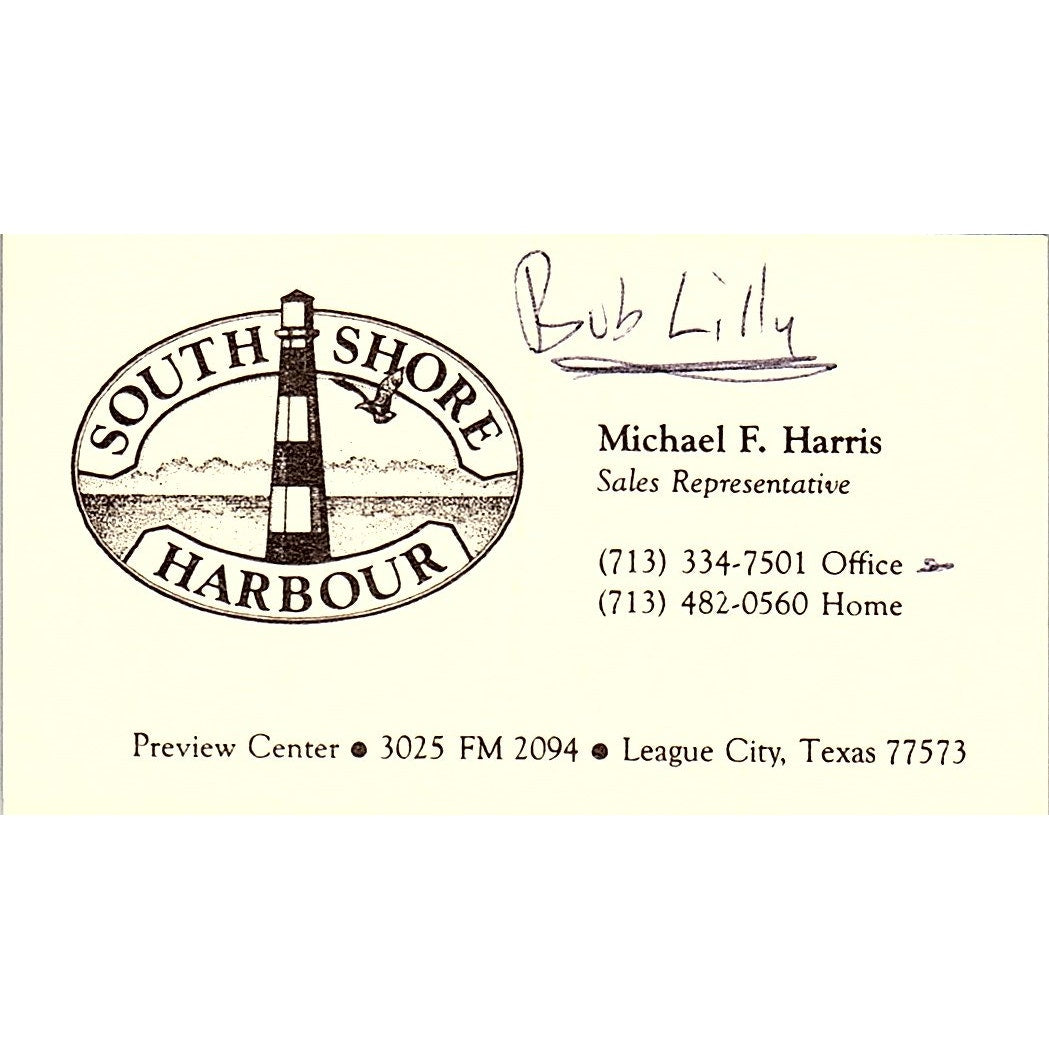 Bob Lilly
SOUTH SHORE
HARBOUR
Michael F. Harris
Sales Representative
(713) 334-7501 Office
(713) 482-0560 Home
Preview Center ● 3025 FM 2094 ● League City, Texas 77573